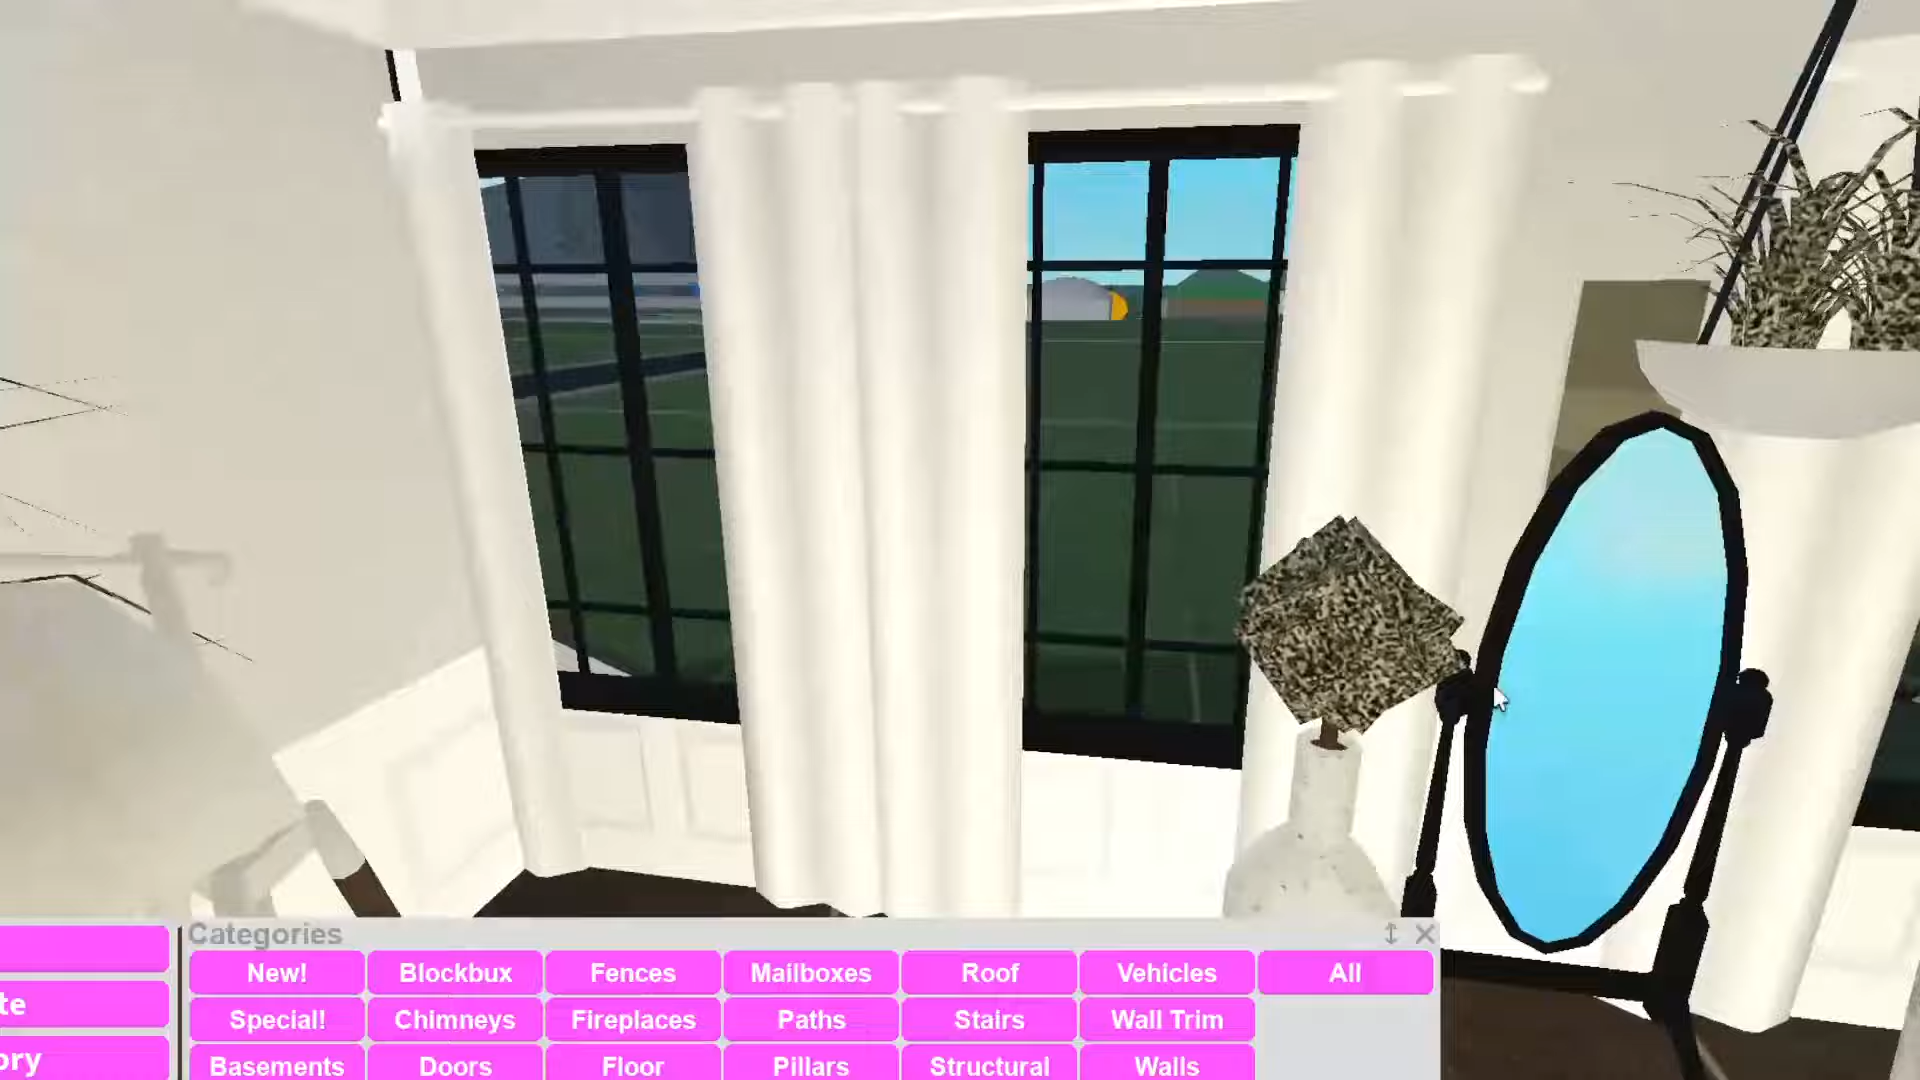 Categories
New! Blockbux Fences Mailboxes Roof Vehicles All
te Special! Chimneys Fireplaces Paths Stairs Wall Trim
ory Basements Doors Floor Pillars Structural Walls